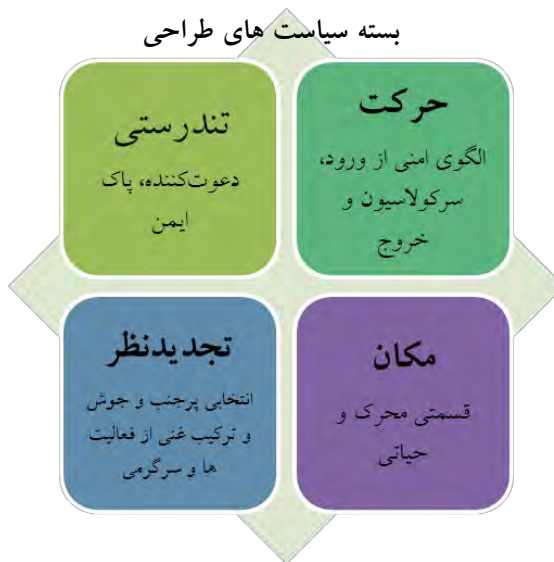 بسته سیاست های طراحی
حرکت
الگوی امنی از ورود،
سرکولاسیون و
خروج
تندرستی
دعوت‌کننده، پاک
ایمن
مکان
قسمتی محرک و
حیاتی
تجدیدنظر
انتخابی پرجنب و جوش
و ترکیب غنی از فعالیت
ها و سرگرمی